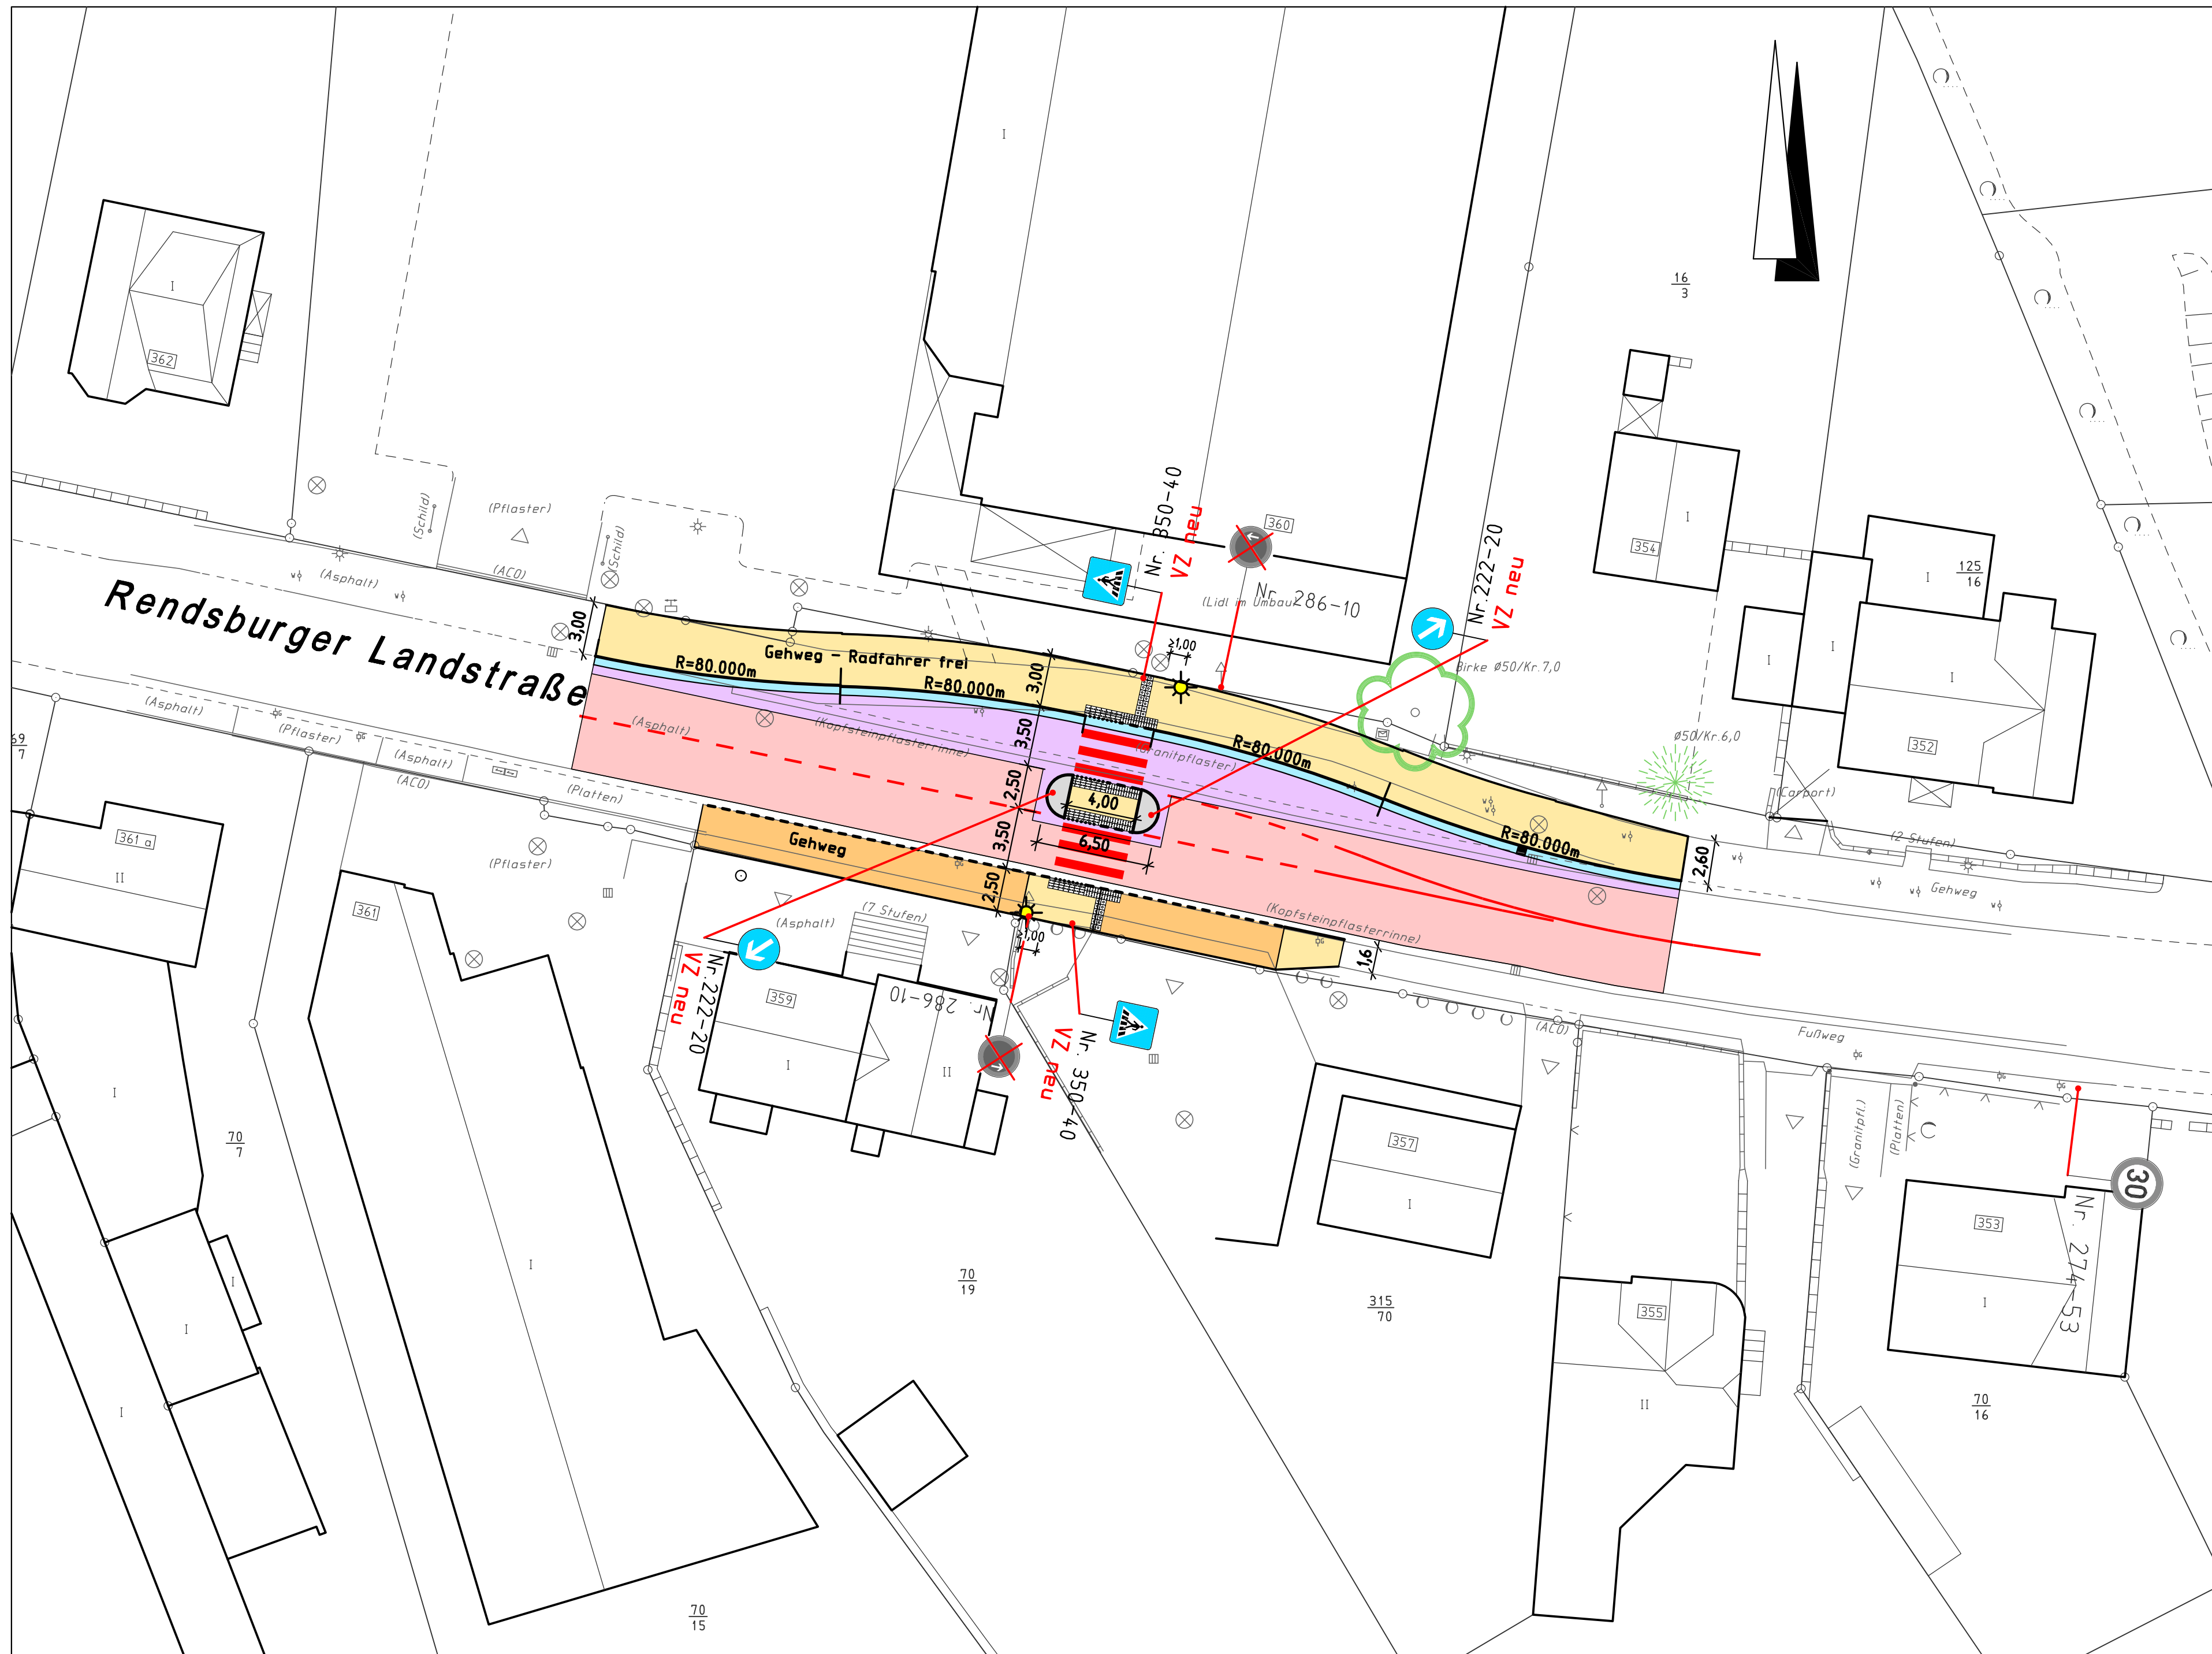 Rendsburger Landstraße
I
362
(Schild)
(Pflaster)
(Schild)
(ACO)
(Asphalt)
I
Nr. 350-40
VZ neu
360
(Lidl im Umbau)
Nr. 286-10
Nr.222-20
VZ neu
Birke Ø50/Kr.7,0
Ø50/Kr.6,0
16
3
354
I
125
16
I
I
I
I
352
(Carport)
(2 Stufen)
Gehweg
3,00
Gehweg – Radfahrer frei
R=80.000m
R=80.000m
3,00
≥1,00
3,50
R=80.000m
R=80.000m
2,60
(Asphalt)
(Kopfsteinpflasterrinne)
(Granitpflaster)
2,50
4,00
3,50
6,50
2,50
(Asphalt)
(Pflaster)
(Asphalt)
(ACO)
(Platten)
(Pflaster)
Gehweg
(7 Stufen)
(Asphalt)
≥1,00
(Kopfsteinpflasterrinne)
1,6
(ACO)
Fußweg
69
7
361 a
II
361
I
70
7
I
I
I
I
Nr.222-20
VZ neu
359
I
II
Nr. 286-10
Nr. 350-40
VZ neu
357
I
70
19
315
70
355
II
(Granitpfl.)
(Platten)
30
Nr. 274-53
353
I
70
16
70
15